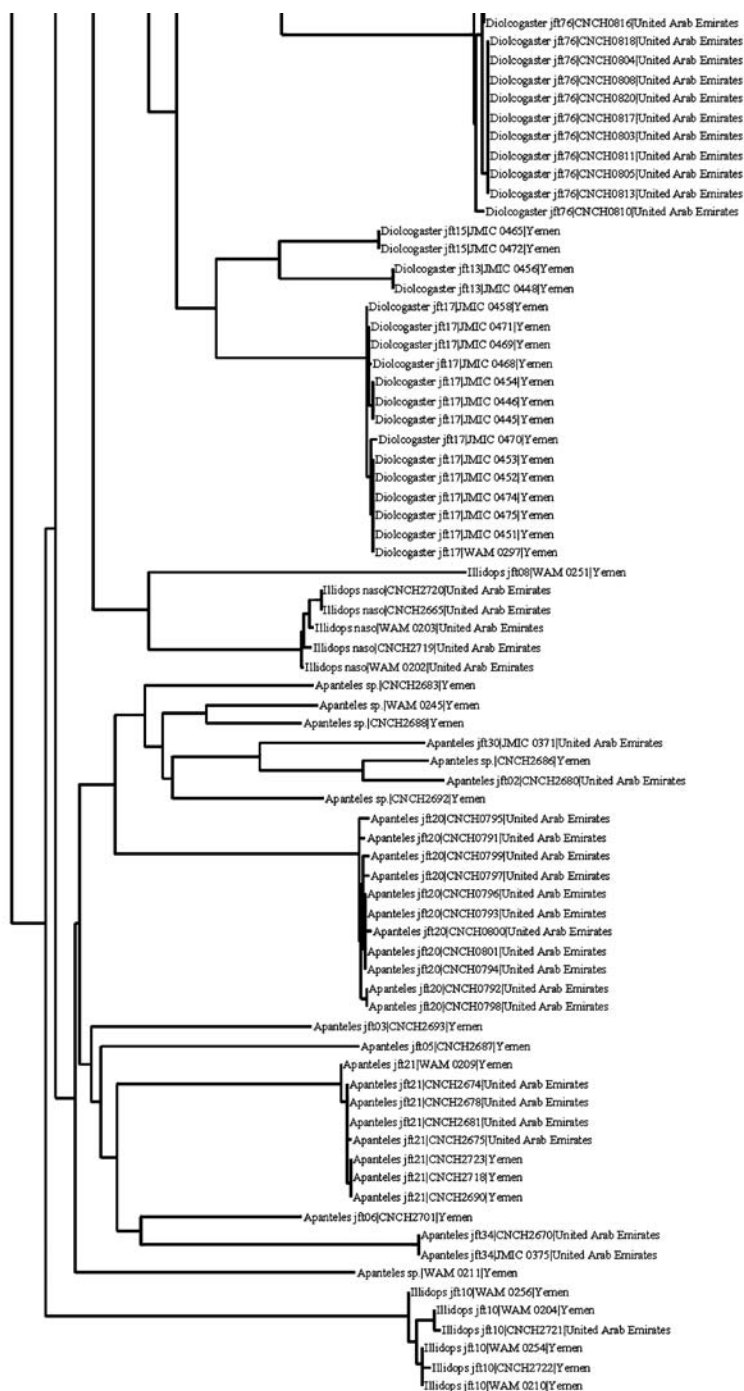 Diolcogaster jft76|CNCH0816|United Arab Emirates
Diolcogaster jft76|CNCH0818|United Arab Emirates
Diolcogaster jft76|CNCH0804|United Arab Emirates
Diolcogaster jft76|CNCH0808|United Arab Emirates
Diolcogaster jft76|CNCH0820|United Arab Emirates
Diolcogaster jft76|CNCH0817|United Arab Emirates
Diolcogaster jft76|CNCH0803|United Arab Emirates
Diolcogaster jft76|CNCH0811|United Arab Emirates
Diolcogaster jft76|CNCH0805|United Arab Emirates
Diolcogaster jft76|CNCH0813|United Arab Emirates
Diolcogaster jft76|CNCH0810|United Arab Emirates
Diolcogaster jft15|JMIC 0465|Yemen
Diolcogaster jft15|JMIC 0472|Yemen
Diolcogaster jft13|JMIC 0456|Yemen
Diolcogaster jft13|JMIC 0448|Yemen
Diolcogaster jft17|JMIC 0458|Yemen
Diolcogaster jft17|JMIC 0471|Yemen
Diolcogaster jft17|JMIC 0469|Yemen
Diolcogaster jft17|JMIC 0468|Yemen
Diolcogaster jft17|JMIC 0454|Yemen
Diolcogaster jft17|JMIC 0446|Yemen
Diolcogaster jft17|JMIC 0445|Yemen
Diolcogaster jft17|JMIC 0470|Yemen
Diolcogaster jft17|JMIC 0453|Yemen
Diolcogaster jft17|JMIC 0452|Yemen
Diolcogaster jft17|JMIC 0474|Yemen
Diolcogaster jft17|JMIC 0475|Yemen
Diolcogaster jft17|JMIC 0451|Yemen
Diolcogaster jft17|WAM 0297|Yemen
Illidops jft08|WAM 0251|Yemen
Illidops naso|CNCH2720|United Arab Emirates
Illidops naso|CNCH2665|United Arab Emirates
Illidops naso|WAM 0203|United Arab Emirates
Illidops naso|CNCH2719|United Arab Emirates
Illidops naso|WAM 0202|United Arab Emirates
Apanteles sp.|CNCH2683|Yemen
Apanteles sp.|WAM 0245|Yemen
Apanteles sp.|CNCH2688|Yemen
Apanteles jft30|JMIC 0371|United Arab Emirates
Apanteles sp.|CNCH2686|Yemen
Apanteles jft02|CNCH2680|United Arab Emirates
Apanteles sp.|CNCH2692|Yemen
Apanteles jft20|CNCH0795|United Arab Emirates
Apanteles jft20|CNCH0791|United Arab Emirates
Apanteles jft20|CNCH0799|United Arab Emirates
Apanteles jft20|CNCH0797|United Arab Emirates
Apanteles jft20|CNCH0796|United Arab Emirates
Apanteles jft20|CNCH0793|United Arab Emirates
Apanteles jft20|CNCH0800|United Arab Emirates
Apanteles jft20|CNCH0801|United Arab Emirates
Apanteles jft20|CNCH0794|United Arab Emirates
Apanteles jft20|CNCH0792|United Arab Emirates
Apanteles jft20|CNCH0798|United Arab Emirates
Apanteles jft03|CNCH2693|Yemen
Apanteles jft05|CNCH2687|Yemen
Apanteles jft21|WAM 0209|Yemen
Apanteles jft21|CNCH2674|United Arab Emirates
Apanteles jft21|CNCH2678|United Arab Emirates
Apanteles jft21|CNCH2681|United Arab Emirates
Apanteles jft21|CNCH2675|United Arab Emirates
Apanteles jft21|CNCH2723|Yemen
Apanteles jft21|CNCH2718|Yemen
Apanteles jft21|CNCH2690|Yemen
Apanteles jft06|CNCH2701|Yemen
Apanteles jft34|CNCH2670|United Arab Emirates
Apanteles jft34|JMIC 0375|United Arab Emirates
Apanteles sp.|WAM 0211|Yemen
Illidops jft10|WAM 0256|Yemen
Illidops jft10|WAM 0204|Yemen
Illidops jft10|CNCH2721|United Arab Emirates
Illidops jft10|WAM 0254|Yemen
Illidops jft10|CNCH2722|Yemen
Illidops jft10|WAM 0210|Yemen